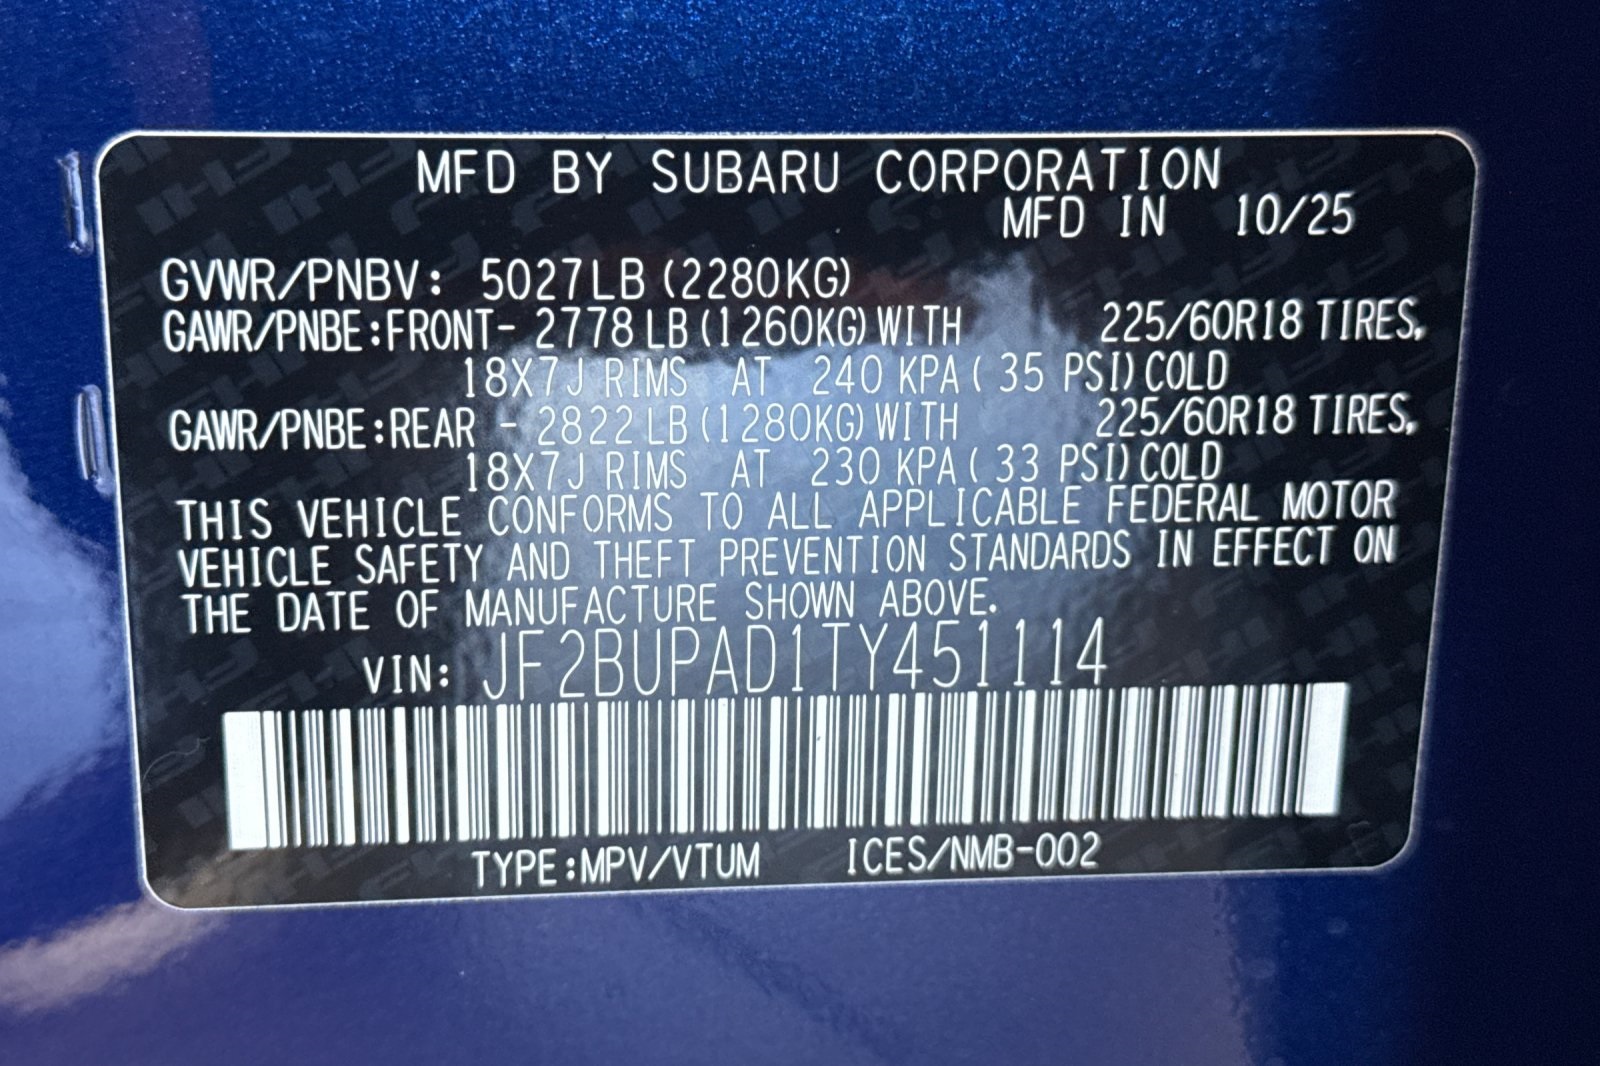 MFD BY SUBARU CORPORATION
MFD IN 10/25
GVWR/PNBV: 5027LB (2280KG)
GAWR/PNBE:FRONT- 2778LB (1260KG) WITH 225/60R18 TIRES,
18X7J RIMS AT 240 KPA( 35 PSI) COLD
GAWR/PNBE:REAR - 2822LB (1280KG) WITH 225/60R18 TIRES,
18X7J RIMS AT 230 KPA( 33 PSI) COLD
THIS VEHICLE CONFORMS TO ALL APPLICABLE FEDERAL MOTOR
VEHICLE SAFETY AND THEFT PREVENTION STANDARDS IN EFFECT ON
THE DATE OF MANUFACTURE SHOWN ABOVE.
VIN: JF2BUPAD1TY451114
TYPE:MPV/VTUM ICES/NMB-002